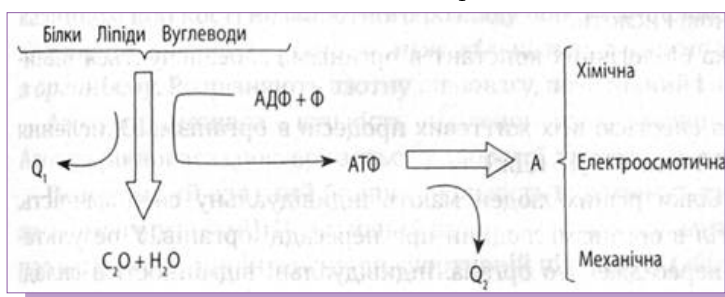 Білки Ліпіди Вуглеводи
Хімічна
АДФ + Ф
Q₁
АТФ
А
Електроосмотична
C₂O + H₂O
Q₂
Механічна